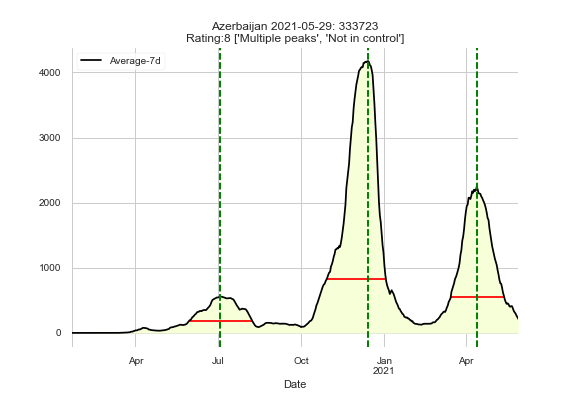 Azerbaijan 2021-05-29: 333723
Rating:8 ['Multiple peaks', 'Not in control']
Average-7d
4000
3000
2000
1000
0
Apr Jul Oct Jan Apr
2021
Date